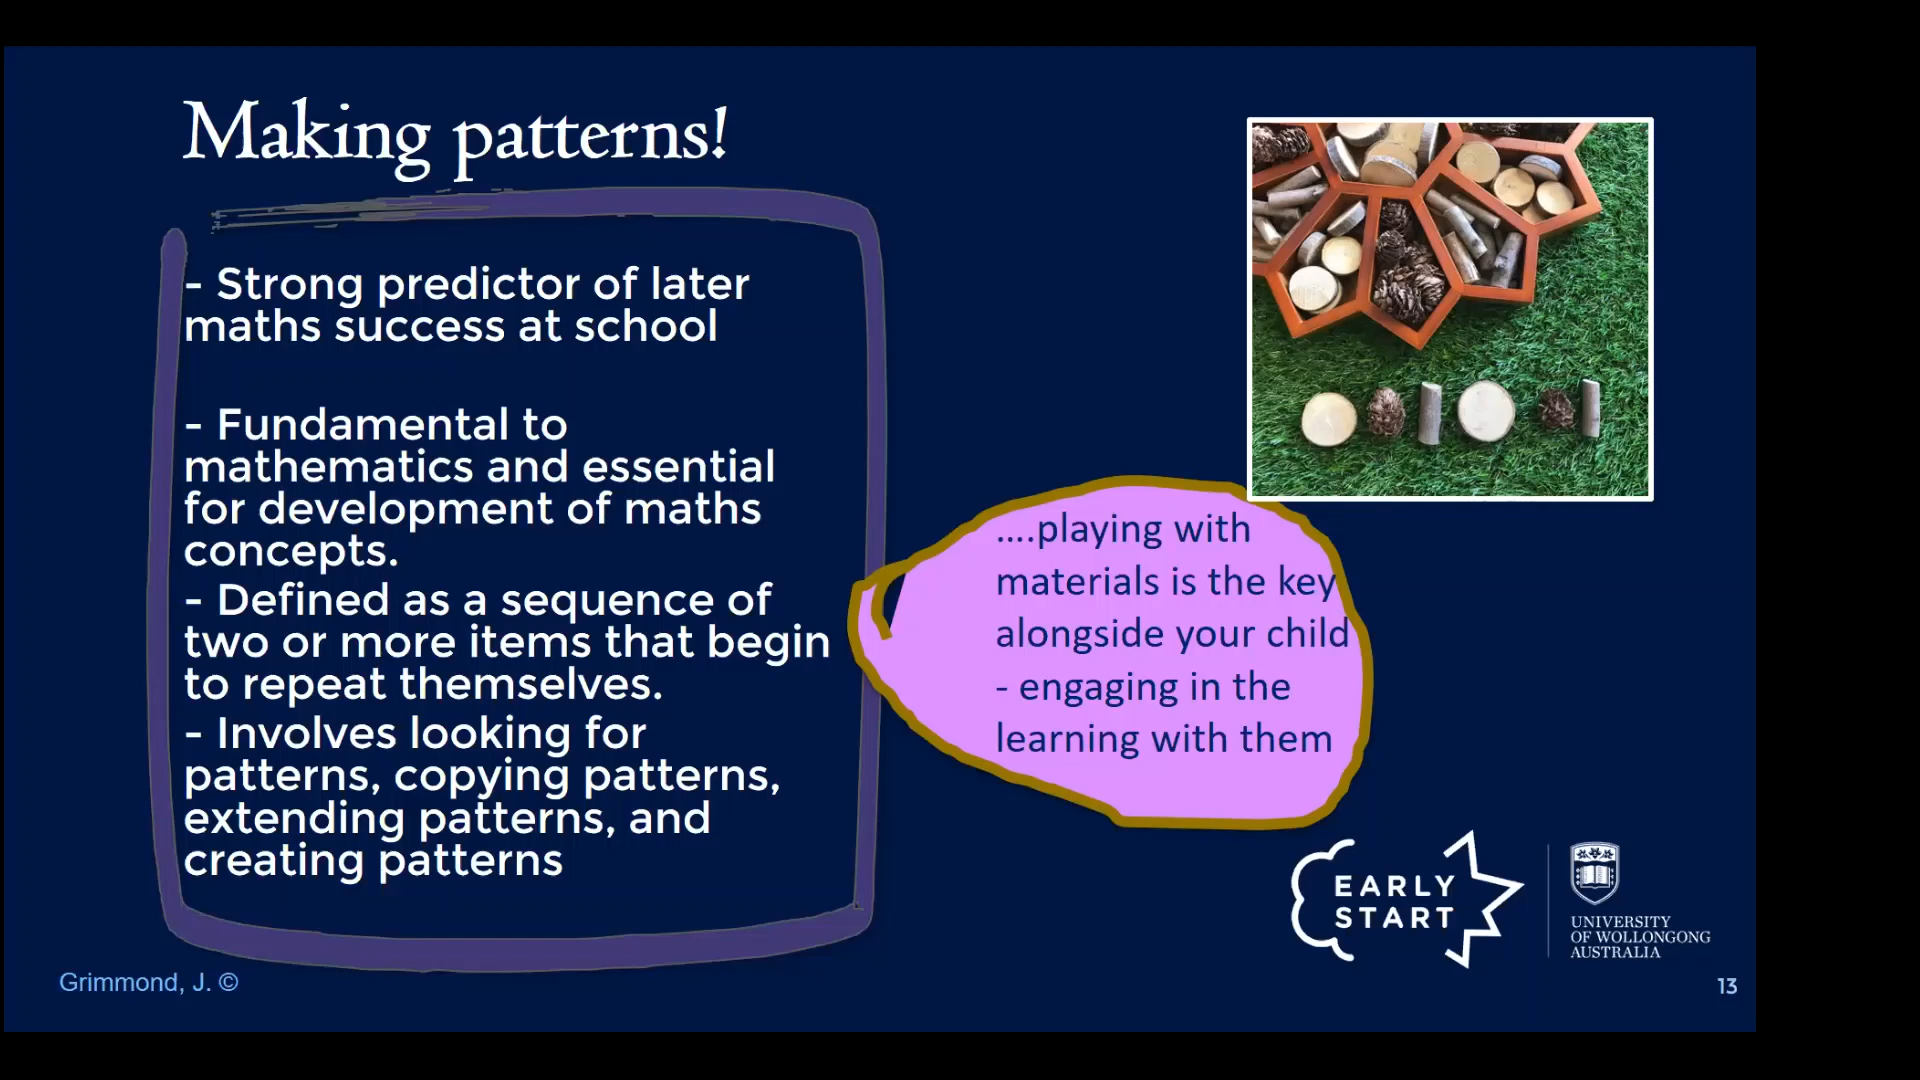 Making patterns!
- Strong predictor of later
maths success at school
- Fundamental to
mathematics and essential
for development of maths
concepts.
- Defined as a sequence of
two or more items that begin
to repeat themselves.
- Involves looking for
patterns, copying patterns,
extending patterns, and
creating patterns
....playing with
materials is the key
alongside your child
- engaging in the
learning with them
EARLY
START
UNIVERSITY
OF WOLLONGONG
AUSTRALIA
Grimmond, J. ©
13